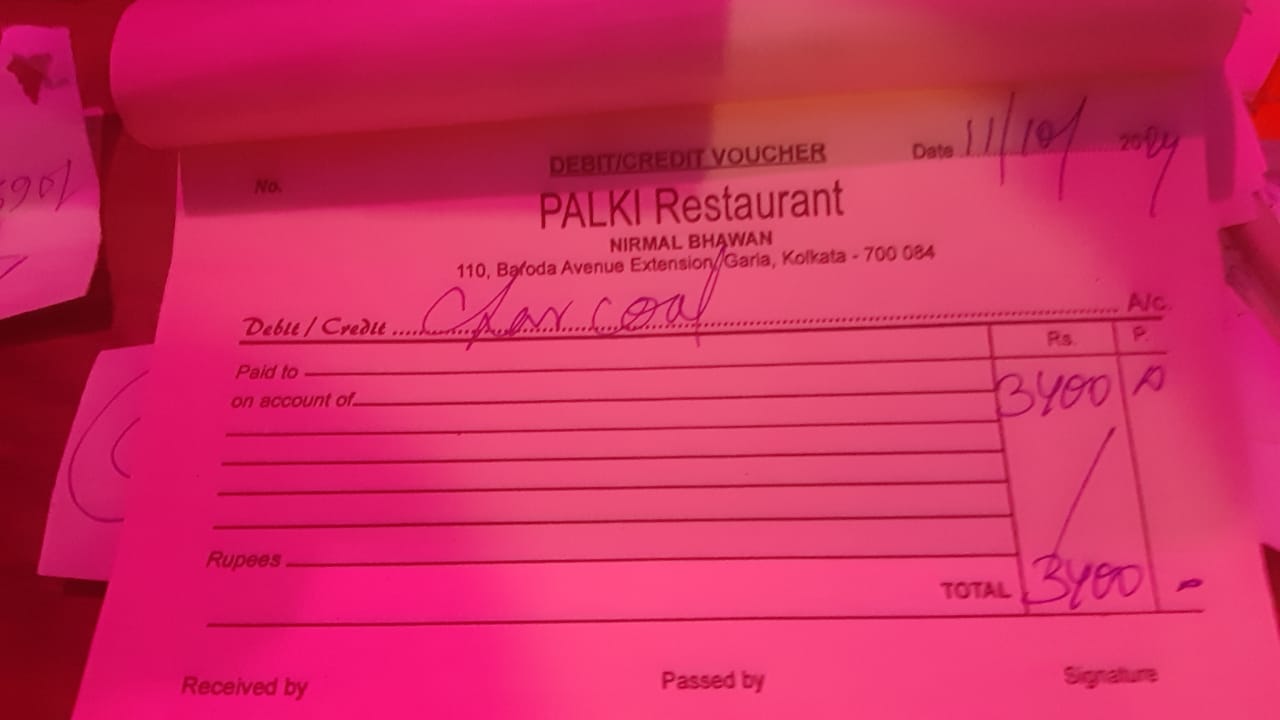 DEBIT/CREDIT VOUCHER
No.
Date 11/10/ 2024
PALKI Restaurant
NIRMAL BHAWAN
110, Baroda Avenue Extension, Garia, Kolkata - 700 084
Debit / Credit Charcoal A/c.
Rs. P.
Paid to
3400
on account of
Rupees
TOTAL 3400 -
Received by Passed by Signature